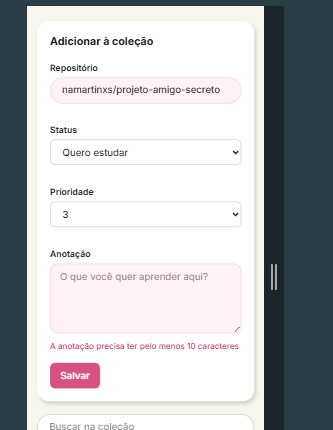 Adicionar à coleção
Repositório
namartinxs/projeto-amigo-secreto
Status
Quero estudar
Prioridade
3
Anotação
O que você quer aprender aqui?
A anotação precisa ter pelo menos 10 caracteres
Salvar
Buscar na coleção